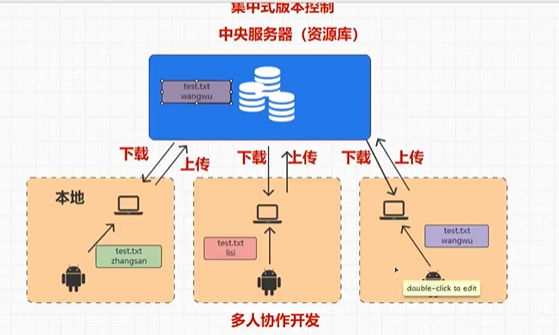 集中式版本控制
中央服务器（资源库）
test.txt
wangwu
下载
上传
下载
上传
下载
上传
本地
test.txt
zhangsan
test.txt
lisi
test.txt
wangwu
double-click to edit
多人协作开发